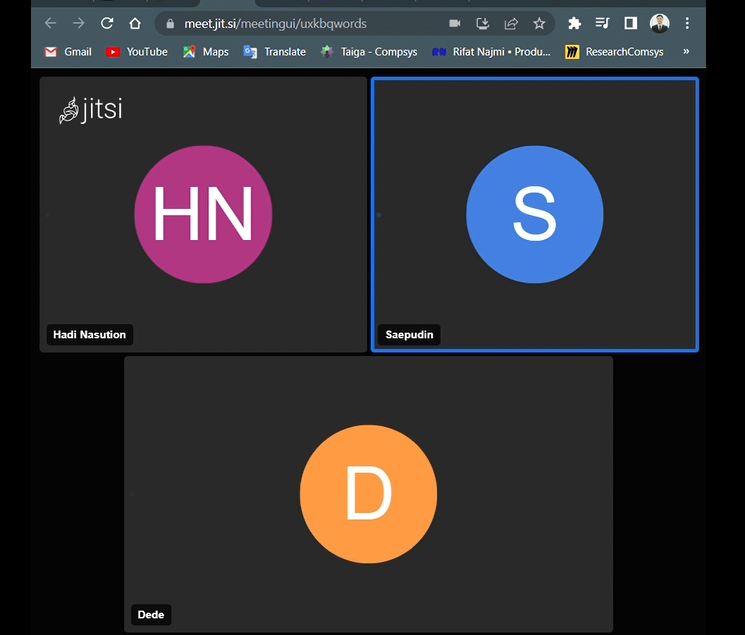 meet.jit.si/meetingui/uxkbqwords
Gmail YouTube Maps Translate Taiga - Compsys Rifat Najmi • Produ... ResearchComsys »
jitsi
HN
Hadi Nasution
S
Saepudin
D
Dede